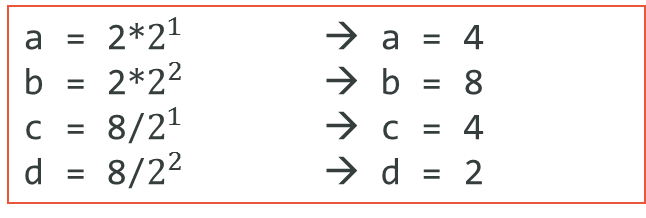 a = 2*2¹ → a = 4
b = 2*2² → b = 8
c = 8/2¹ → c = 4
d = 8/2² → d = 2